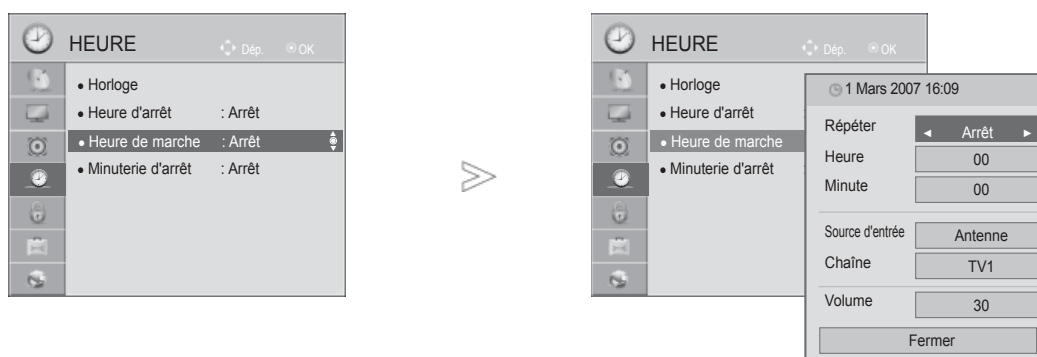 HEURE Dép. OK
• Horloge
• Heure d'arrêt : Arrêt
• Heure de marche : Arrêt
• Minuterie d'arrêt : Arrêt
HEURE Dép. OK
• Horloge
• Heure d'arrêt :
• Heure de marche
• Minuterie d'arrêt :
1 Mars 2007 16:09
Répéter ◄ Arrêt ►
Heure 00
Minute 00
Source d'entrée Antenne
Chaîne TV1
Volume 30
Fermer